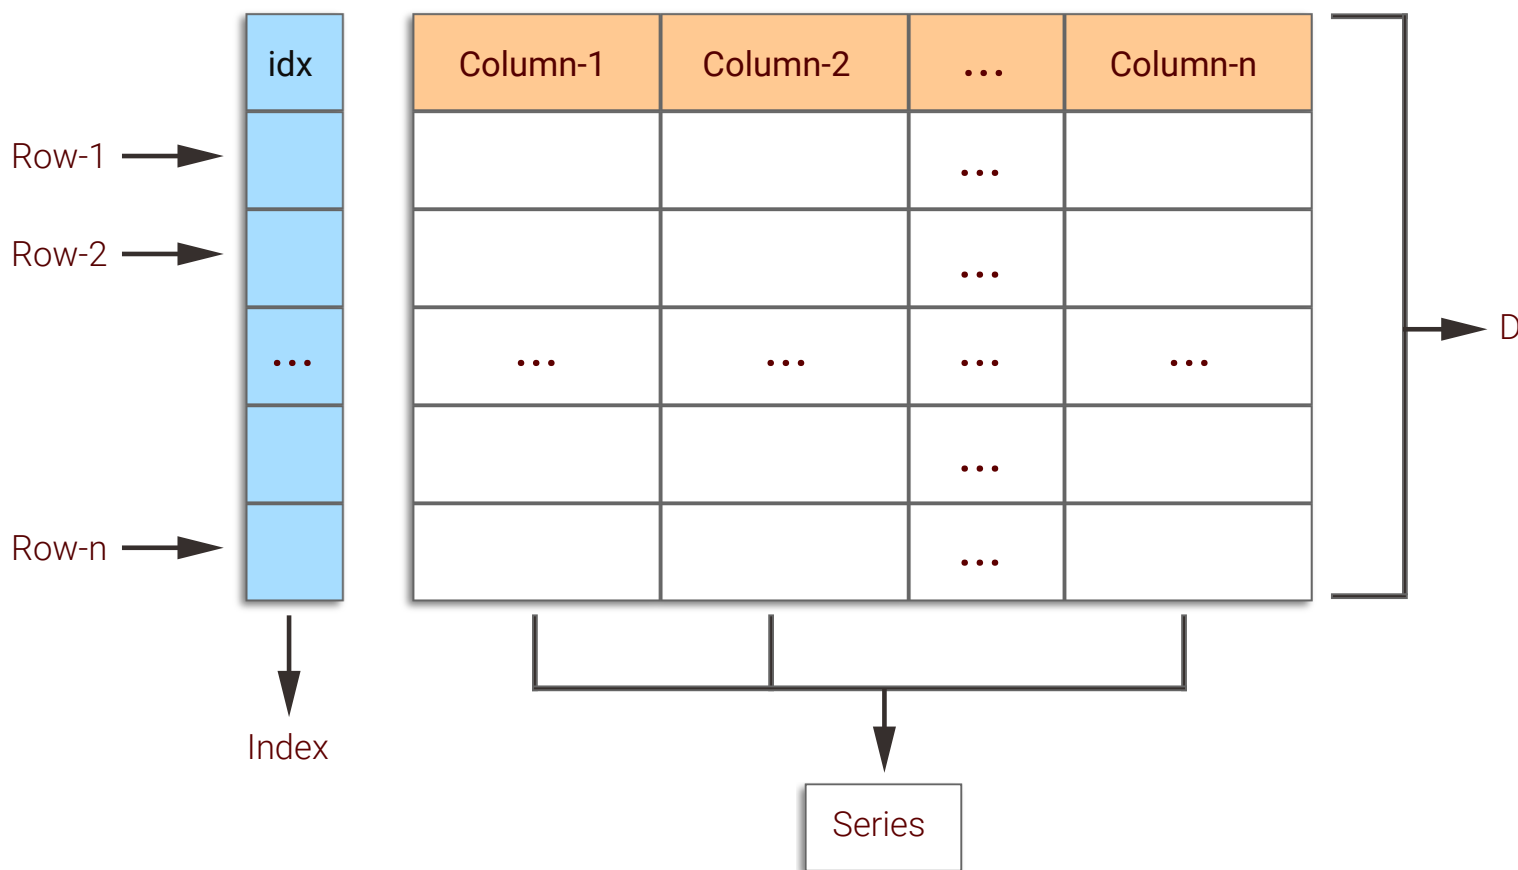 idx Column-1 Column-2 ... Column-n
Row-1 ...
Row-2 ...
... ... ... ... ...
...
Row-n ...
D
Index
Series